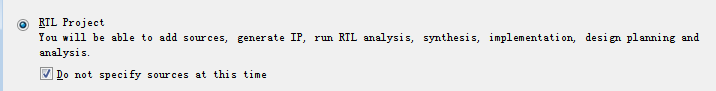 RTL Project
You will be able to add sources, generate IP, run RTL analysis, synthesis, implementation, design planning and
analysis.
Do not specify sources at this time